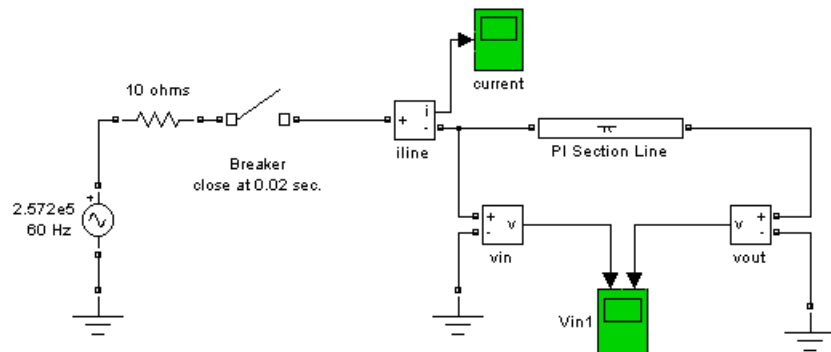 current
10 ohms
i
+
-
iline
Breaker
close at 0.02 sec.
PI Section Line
+
2.572e5
60 Hz
+
-
v
vin
v
+
-
vout
Vin1